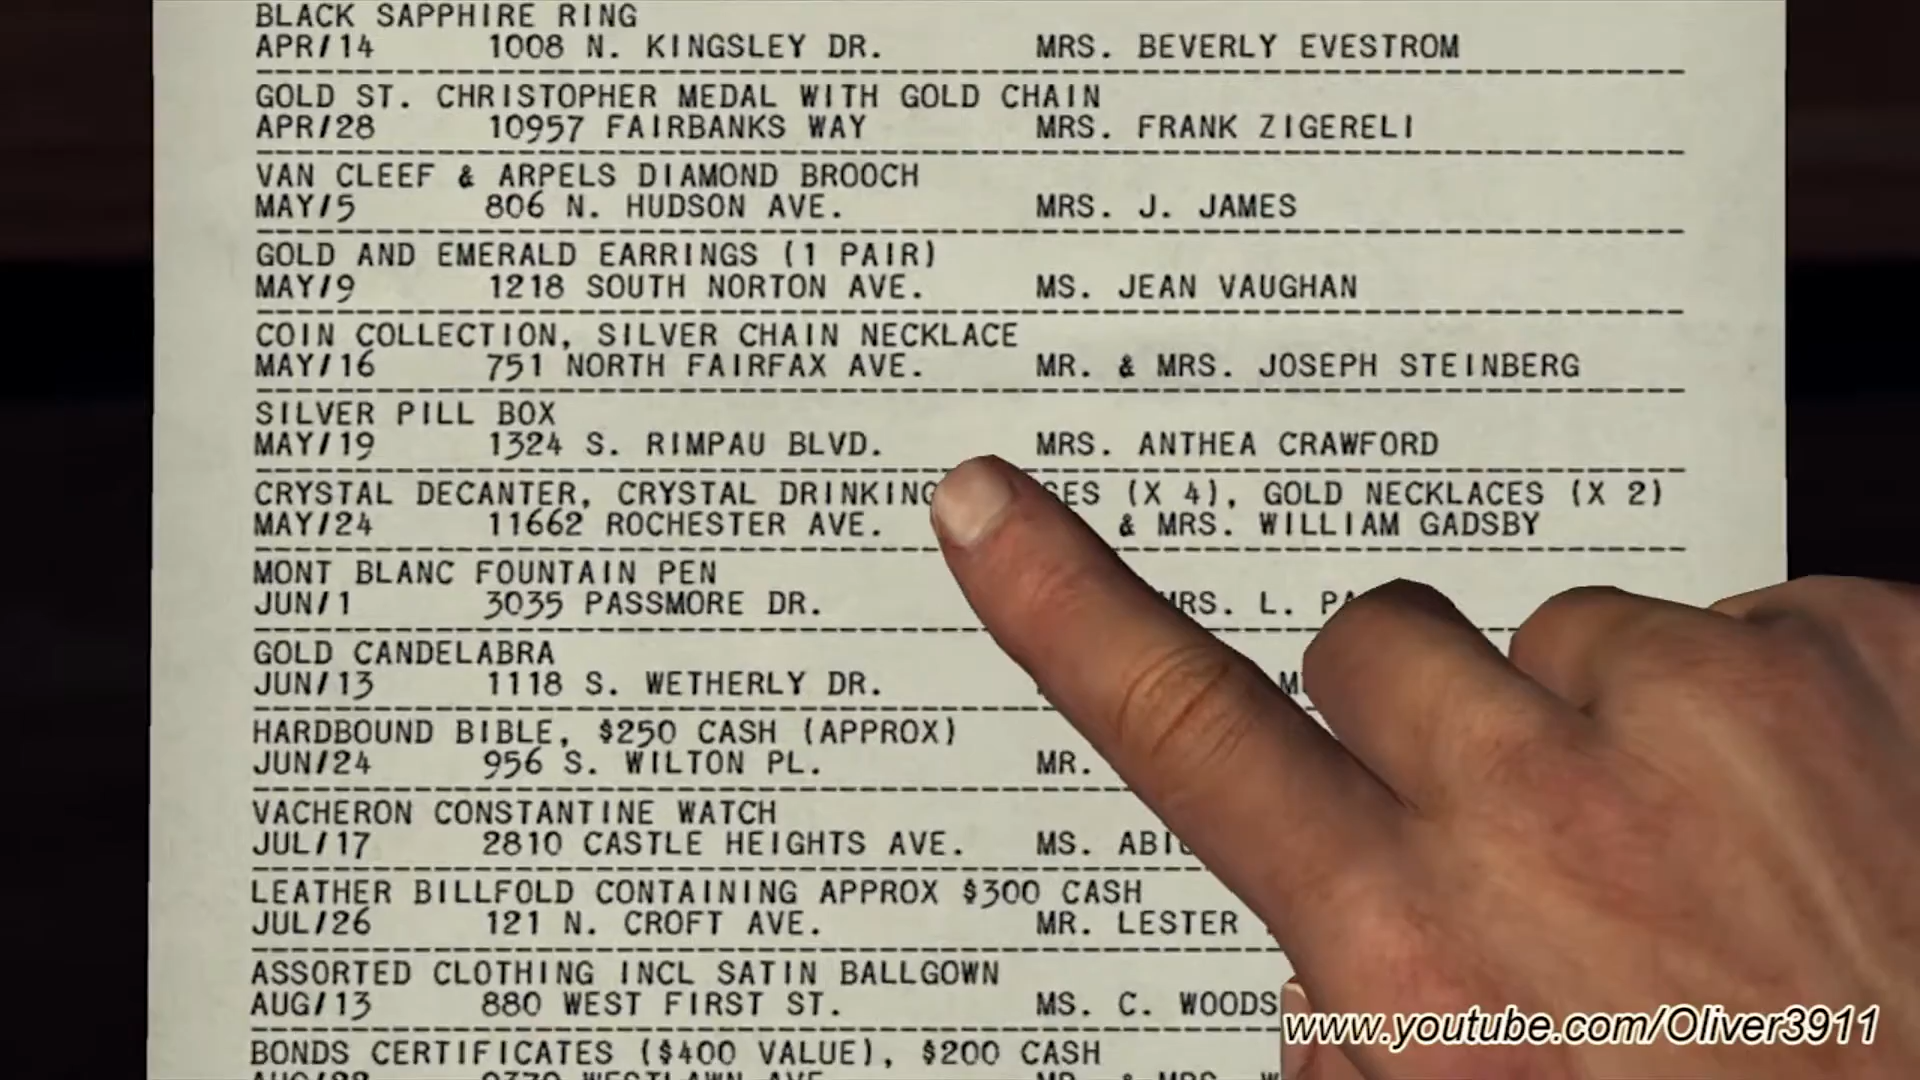 BLACK SAPPHIRE RING
APR/14 1008 N. KINGSLEY DR. MRS. BEVERLY EVESTROM
GOLD ST. CHRISTOPHER MEDAL WITH GOLD CHAIN
APR/28 10957 FAIRBANKS WAY MRS. FRANK ZIGERELI
VAN CLEEF & ARPELS DIAMOND BROOCH
MAY/5 806 N. HUDSON AVE. MRS. J. JAMES
GOLD AND EMERALD EARRINGS (1 PAIR)
MAY/9 1218 SOUTH NORTON AVE. MS. JEAN VAUGHAN
COIN COLLECTION, SILVER CHAIN NECKLACE
MAY/16 751 NORTH FAIRFAX AVE. MR. & MRS. JOSEPH STEINBERG
SILVER PILL BOX
MAY/19 1324 S. RIMPAU BLVD. MRS. ANTHEA CRAWFORD
CRYSTAL DECANTER, CRYSTAL DRINKING (X 4), GOLD NECKLACES (X 2)
MAY/24 11662 ROCHESTER AVE. & MRS. WILLIAM GADSBY
MONT BLANC FOUNTAIN PEN
JUN/1 3035 PASSMORE DR. MRS. L.
GOLD CANDELABRA
JUN/13 1118 S. WETHERLY DR.
HARDBOUND BIBLE, $250 CASH (APPROX)
JUN/24 956 S. WILTON PL. MR.
VACHERON CONSTANTINE WATCH
JUL/17 2810 CASTLE HEIGHTS AVE. MS.
LEATHER BILLFOLD CONTAINING APPROX $300 CASH
JUL/26 121 N. CROFT AVE. MR. LESTER
ASSORTED CLOTHING INCL SATIN BALLGOWN
AUG/13 880 WEST FIRST ST. MS. C. WOODS
BONDS CERTIFICATES ($400 VALUE), $200 CASH
www.youtube.com/Oliver3911